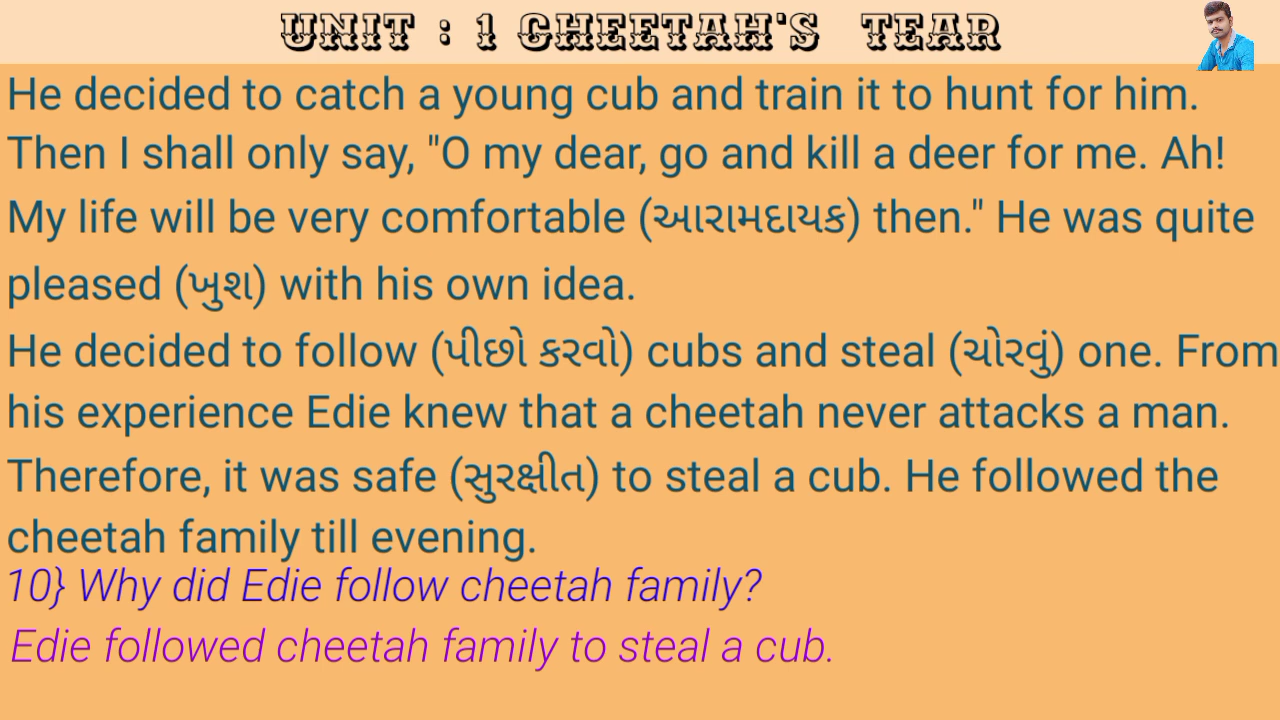 UNIT : 1 CHEETAH'S TEAR
He decided to catch a young cub and train it to hunt for him.
Then I shall only say, "O my dear, go and kill a deer for me. Ah!
My life will be very comfortable (આરામદાયક) then." He was quite
pleased (ખુશ) with his own idea.
He decided to follow (પીછો કરવો) cubs and steal (ચોરવું) one. From
his experience Edie knew that a cheetah never attacks a man.
Therefore, it was safe (સુરક્ષીત) to steal a cub. He followed the
cheetah family till evening.
10} Why did Edie follow cheetah family?
Edie followed cheetah family to steal a cub.